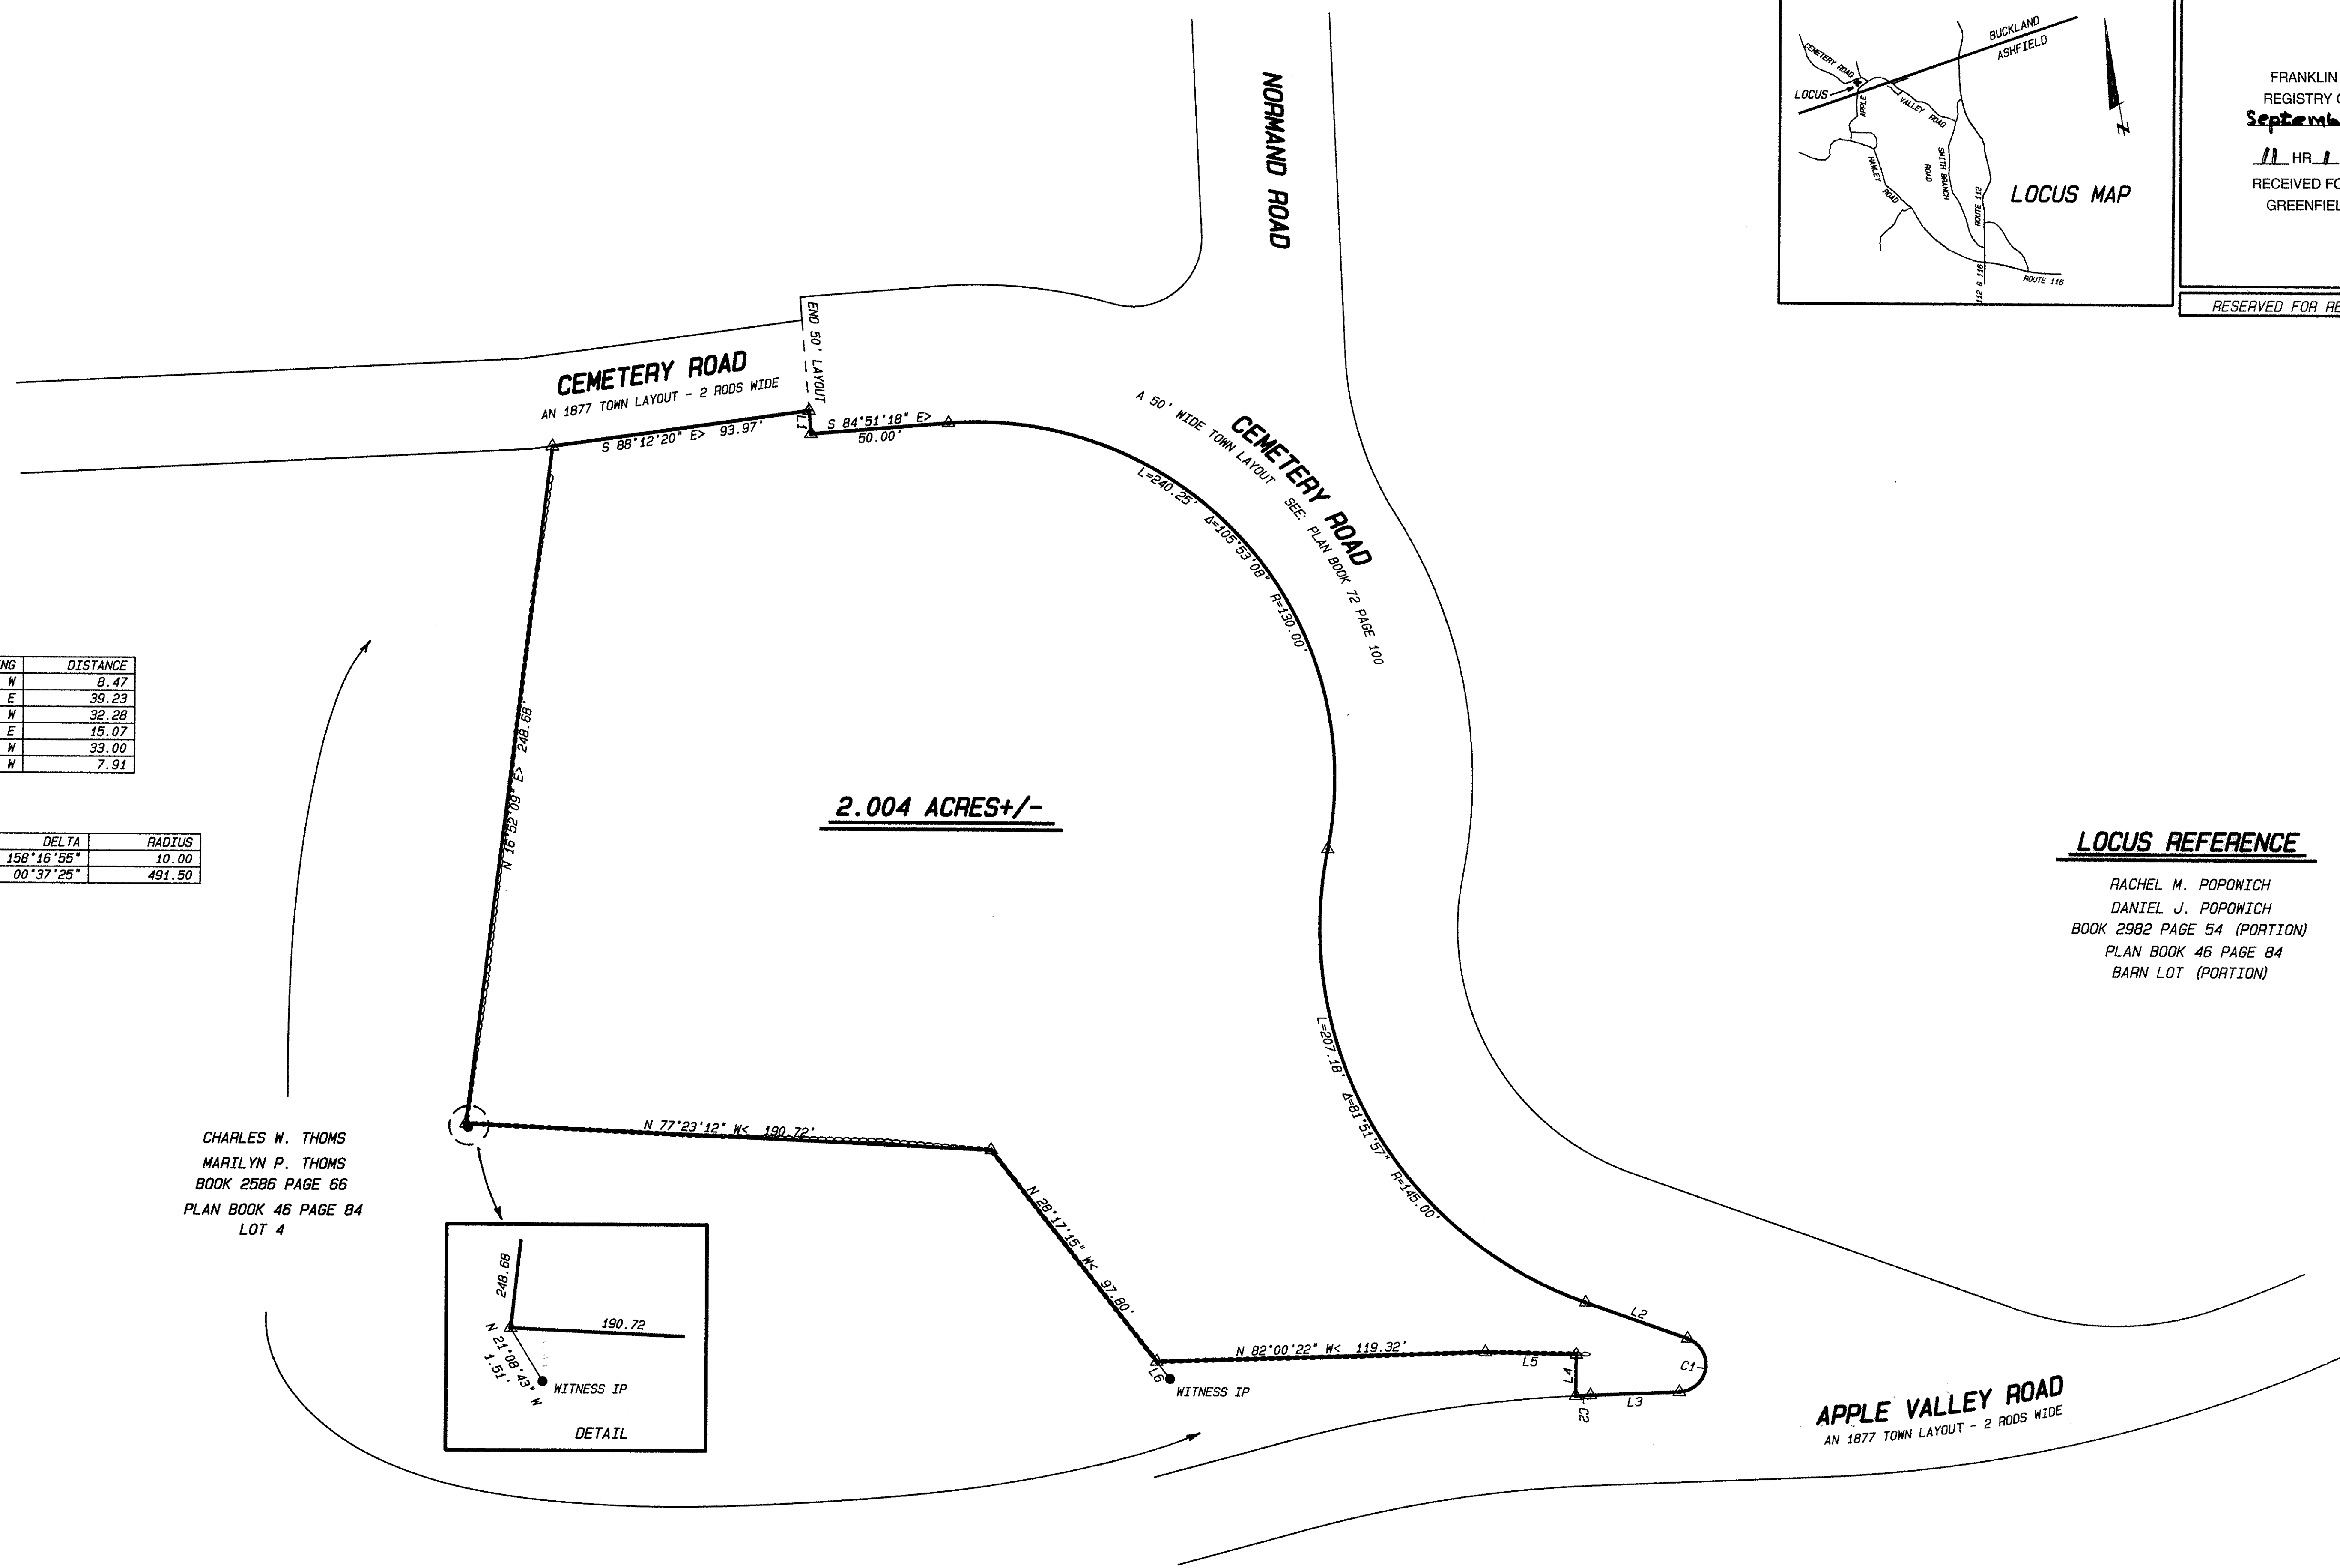 BUCKLAND
ASHFIELD
CEMETERY ROAD
LOCUS
APPLE
VALLEY ROAD
HAWLEY ROAD
SMITH BRANCH
ROAD
ROUTE 112
112 & 116
ROUTE 116
LOCUS MAP
N
FRANKLIN
REGISTRY
11 HR 1
RECEIVED
GREENFIEL
RESERVED FOR RE
NORMAND ROAD
END 50' LAYOUT
CEMETERY ROAD
AN 1877 TOWN LAYOUT - 2 RODS WIDE
S 88°12'20" E> 93.97'
L1
S 84°51'18" E>
50.00'
A 50' WIDE TOWN LAYOUT SEE: PLAN BOOK 72 PAGE 100
CEMETERY ROAD
L=240.25' Δ=105°53'08" R=130.00'
NG DISTANCE
W 8.47
E 39.23
W 32.28
E 15.07
W 33.00
W 7.91
DELTA RADIUS
158°16'55" 10.00
00°37'25" 491.50
N 16°52'09" E> 248.68'
2.004 ACRES+/-
LOCUS REFERENCE
RACHEL M. POPOWICH
DANIEL J. POPOWICH
BOOK 2982 PAGE 54 (PORTION)
PLAN BOOK 46 PAGE 84
BARN LOT (PORTION)
L=207.18' Δ=81°51'57" R=145.00'
N 77°23'12" W< 190.72'
CHARLES W. THOMS
MARILYN P. THOMS
BOOK 2586 PAGE 66
PLAN BOOK 46 PAGE 84
LOT 4
N 28°17'15" W< 97.80'
248.68
190.72
N 21°08'43" W
1.51'
WITNESS IP
DETAIL
N 82°00'22" W< 119.32'
L6
WITNESS IP
L5
L4
L2
C1
L3
C2
APPLE VALLEY ROAD
AN 1877 TOWN LAYOUT - 2 RODS WIDE